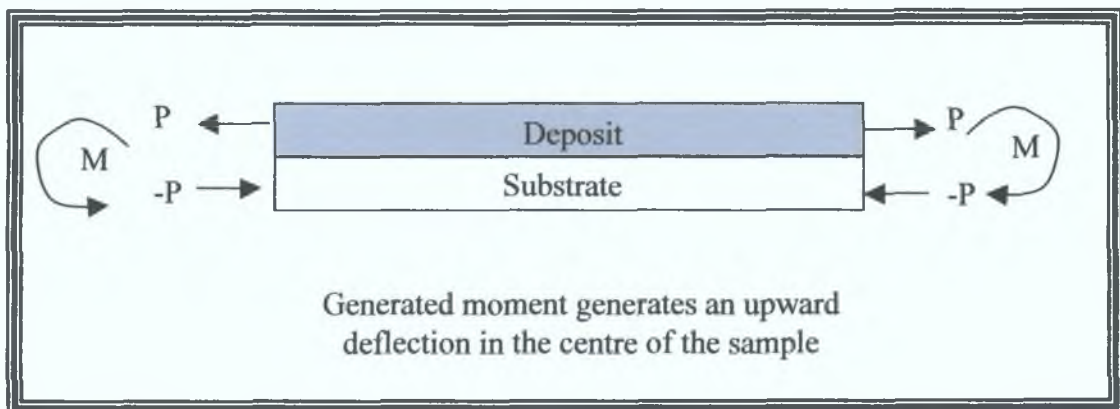 P
Deposit
P
M
M
-P
Substrate
-P
Generated moment generates an upward
deflection in the centre of the sample